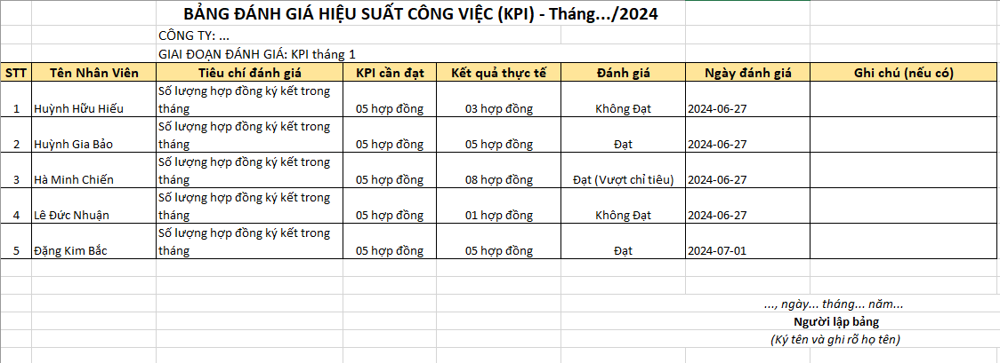 BẢNG ĐÁNH GIÁ HIỆU SUẤT CÔNG VIỆC (KPI) - Tháng.../2024
CÔNG TY: ...
GIAI ĐOẠN ĐÁNH GIÁ: KPI tháng 1
STT Tên Nhân Viên Tiêu chí đánh giá KPI cần đạt Kết quả thực tế Đánh giá Ngày đánh giá Ghi chú (nếu có)
Số lượng hợp đồng ký kết trong
1 Huỳnh Hữu Hiếu tháng 05 hợp đồng 03 hợp đồng Không Đạt 2024-06-27
Số lượng hợp đồng ký kết trong
2 Huỳnh Gia Bảo tháng 05 hợp đồng 05 hợp đồng Đạt 2024-06-27
Số lượng hợp đồng ký kết trong
3 Hà Minh Chiến tháng 05 hợp đồng 08 hợp đồng Đạt (Vượt chỉ tiêu) 2024-06-27
Số lượng hợp đồng ký kết trong
4 Lê Đức Nhuận tháng 05 hợp đồng 01 hợp đồng Không Đạt 2024-06-27
Số lượng hợp đồng ký kết trong
5 Đặng Kim Bắc tháng 05 hợp đồng 05 hợp đồng Đạt 2024-07-01
..., ngày... tháng... năm...
Người lập bảng
(Ký tên và ghi rõ họ tên)